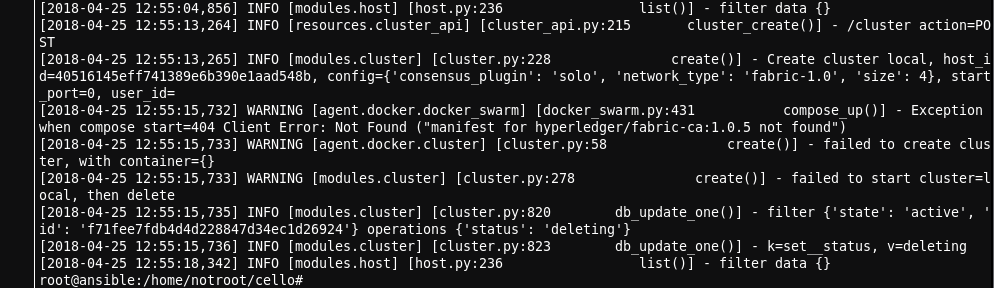 [2018-04-25 12:55:04,856] INFO [modules.host] [host.py:236                 list()] - filter data {}
[2018-04-25 12:55:13,264] INFO [resources.cluster_api] [cluster_api.py:215       cluster_create()] - /cluster action=PO
ST
[2018-04-25 12:55:13,265] INFO [modules.cluster] [cluster.py:228               create()] - Create cluster local, host_i
d=40516145eff741389e6b390e1aad548b, config={'consensus_plugin': 'solo', 'network_type': 'fabric-1.0', 'size': 4}, start
_port=0, user_id=
[2018-04-25 12:55:15,732] WARNING [agent.docker.docker_swarm] [docker_swarm.py:431           compose_up()] - Exception
when compose start=404 Client Error: Not Found ("manifest for hyperledger/fabric-ca:1.0.5 not found")
[2018-04-25 12:55:15,733] WARNING [agent.docker.cluster] [cluster.py:58               create()] - failed to create clus
ter, with container={}
[2018-04-25 12:55:15,733] WARNING [modules.cluster] [cluster.py:278               create()] - failed to start cluster=l
ocal, then delete
[2018-04-25 12:55:15,735] INFO [modules.cluster] [cluster.py:820        db_update_one()] - filter {'state': 'active', '
id': 'f71fee7fdb4d4d228847d34ec1d26924'} operations {'status': 'deleting'}
[2018-04-25 12:55:15,736] INFO [modules.cluster] [cluster.py:823        db_update_one()] - k=set__status, v=deleting
[2018-04-25 12:55:18,342] INFO [modules.host] [host.py:236                 list()] - filter data {}
root@ansible:/home/notroot/cello#